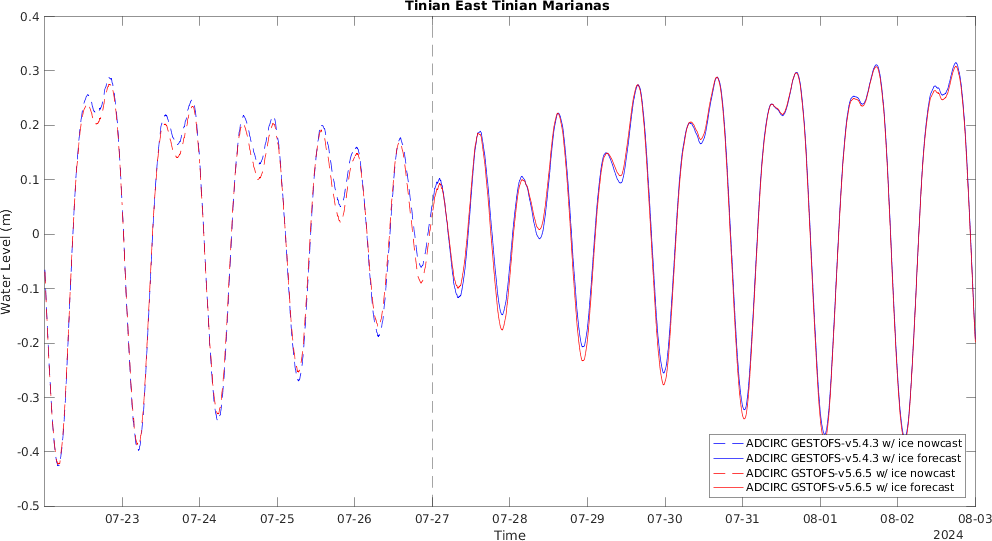 Tinian East Tinian Marianas
0.4
0.3
0.2
0.1
0
-0.1
-0.2
-0.3
-0.4
-0.5
Water Level (m)
ADCIRC GESTOFS-v5.4.3 w/ ice nowcast
ADCIRC GESTOFS-v5.4.3 w/ ice forecast
ADCIRC GSTOFS-v5.6.5 w/ ice nowcast
ADCIRC GSTOFS-v5.6.5 w/ ice forecast
07-23 07-24 07-25 07-26 07-27 07-28 07-29 07-30 07-31 08-01 08-02 08-03
Time
2024